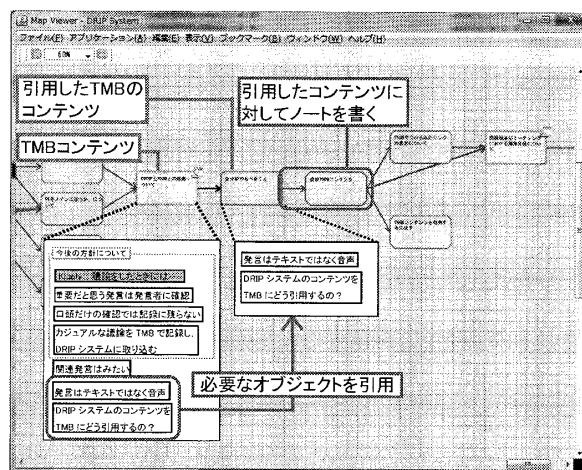 Map Viewer - DRIP System
ファイル(F) アプリケーション(A) 編集(E) 表示(V) ブックマーク(B) ウィンドウ(W) ヘルプ(H)
60%
引用したTMBの
コンテンツ
引用したコンテンツに
対してノートを書く
TMBコンテンツ
今後の方針について
重要だと思う発言は発言者に確認
口頭だけの確認では記録に残らない
カジュアルな議論を TMB で記録し、
DRIP システムに取り込む
関連発言はみたい
発言はテキストではなく音声
DRIP システムのコンテンツを
TMB にどう引用するの?
発言はテキストではなく音声
DRIP システムのコンテンツを
TMB にどう引用するの?
必要なオブジェクトを引用